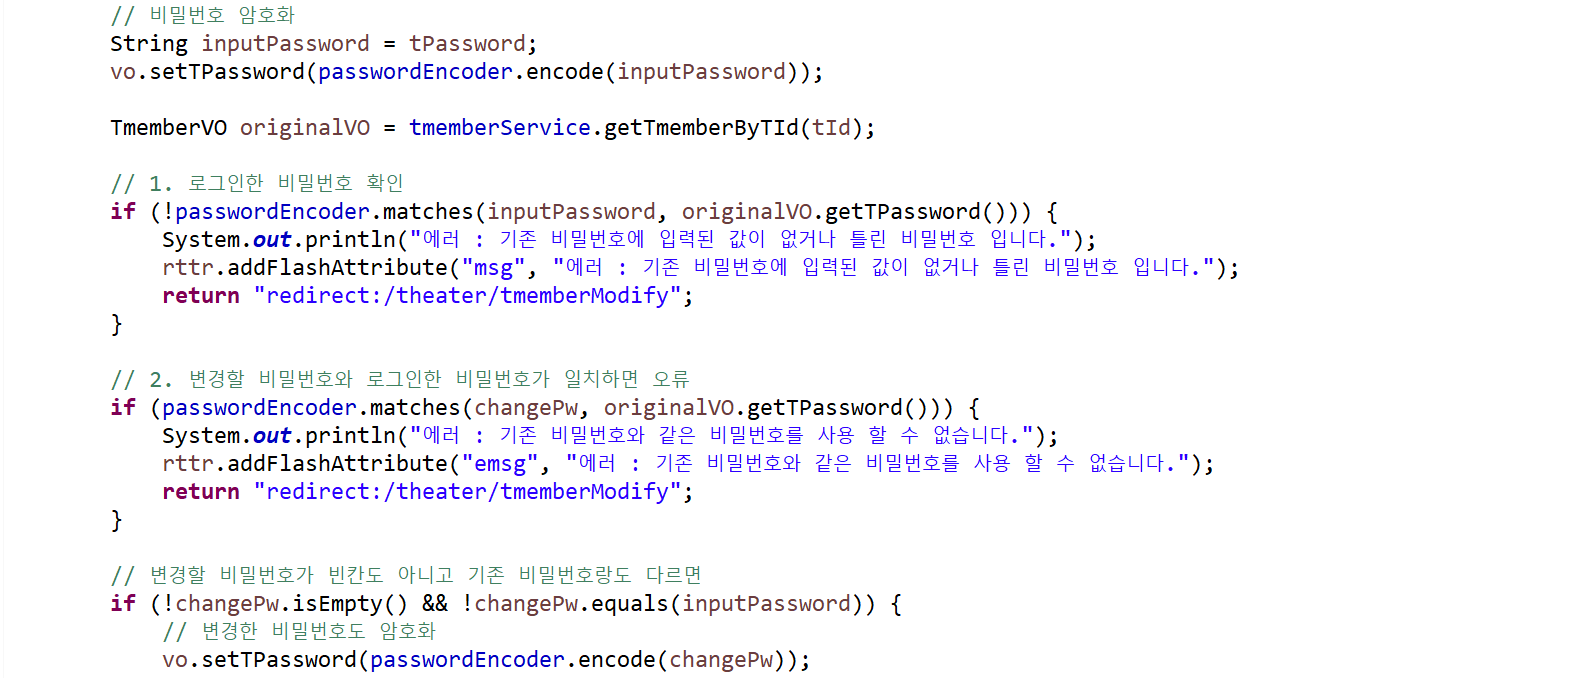 // 비밀번호 암호화
String inputPassword = tPassword;
vo.setTPassword(passwordEncoder.encode(inputPassword));
TmemberVO originalVO = tmemberService.getTmemberByTId(tId);
// 1. 로그인한 비밀번호 확인
if (!passwordEncoder.matches(inputPassword, originalVO.getTPassword())) {
System.out.println("에러 : 기존 비밀번호에 입력된 값이 없거나 틀린 비밀번호 입니다.");
rttr.addFlashAttribute("msg", "에러 : 기존 비밀번호에 입력된 값이 없거나 틀린 비밀번호 입니다.");
return "redirect:/theater/tmemberModify";
}
// 2. 변경할 비밀번호와 로그인한 비밀번호가 일치하면 오류
if (passwordEncoder.matches(changePw, originalVO.getTPassword())) {
System.out.println("에러 : 기존 비밀번호와 같은 비밀번호를 사용 할 수 없습니다.");
rttr.addFlashAttribute("emsg", "에러 : 기존 비밀번호와 같은 비밀번호를 사용 할 수 없습니다.");
return "redirect:/theater/tmemberModify";
}
// 변경할 비밀번호가 빈칸도 아니고 기존 비밀번호랑도 다르면
if (!changePw.isEmpty() && !changePw.equals(inputPassword)) {
// 변경한 비밀번호도 암호화
vo.setTPassword(passwordEncoder.encode(changePw));